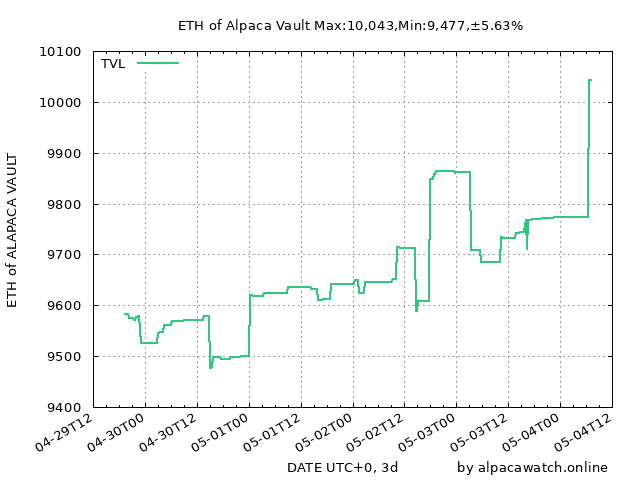 ETH of Alpaca Vault Max:10,043,Min:9,477,±5.63%
TVL
10100
10000
9900
9800
9700
9600
9500
9400
ETH of ALAPACA VAULT
04-29T12
04-30T00
04-30T12
05-01T00
05-01T12
05-02T00
05-02T12
05-03T00
05-03T12
05-04T00
05-04T12
DATE UTC+0, 3d
by alpacawatch.online